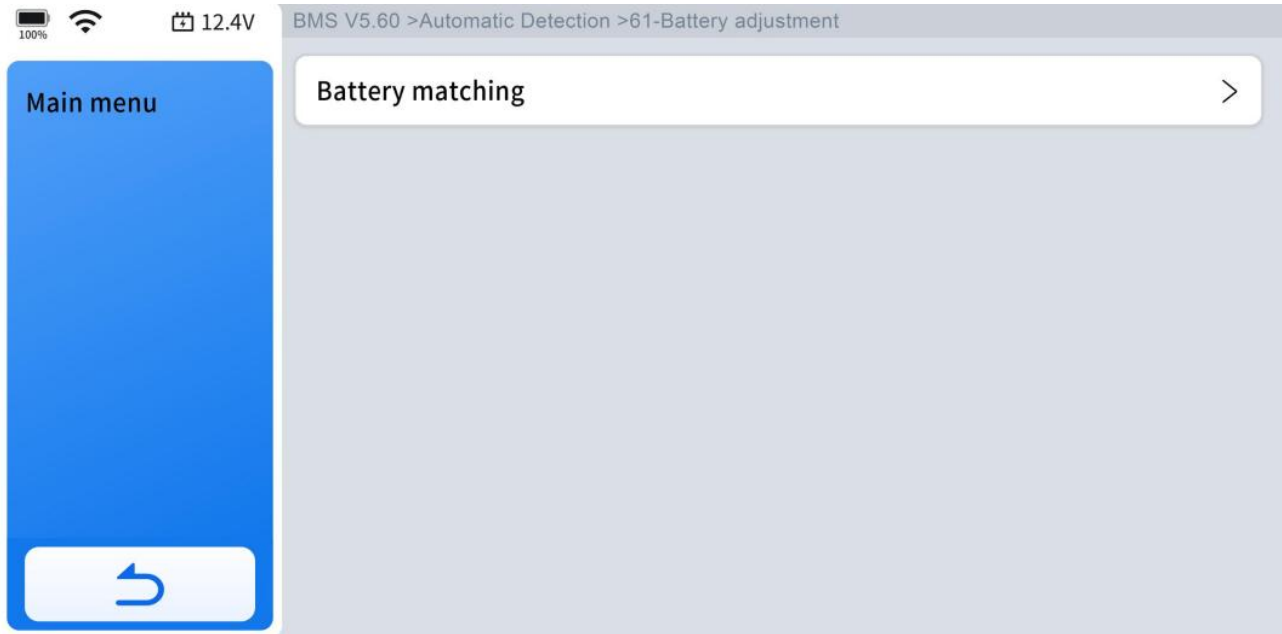 100%
12.4V
BMS V5.60 >Automatic Detection >61-Battery adjustment
Main menu
Battery matching